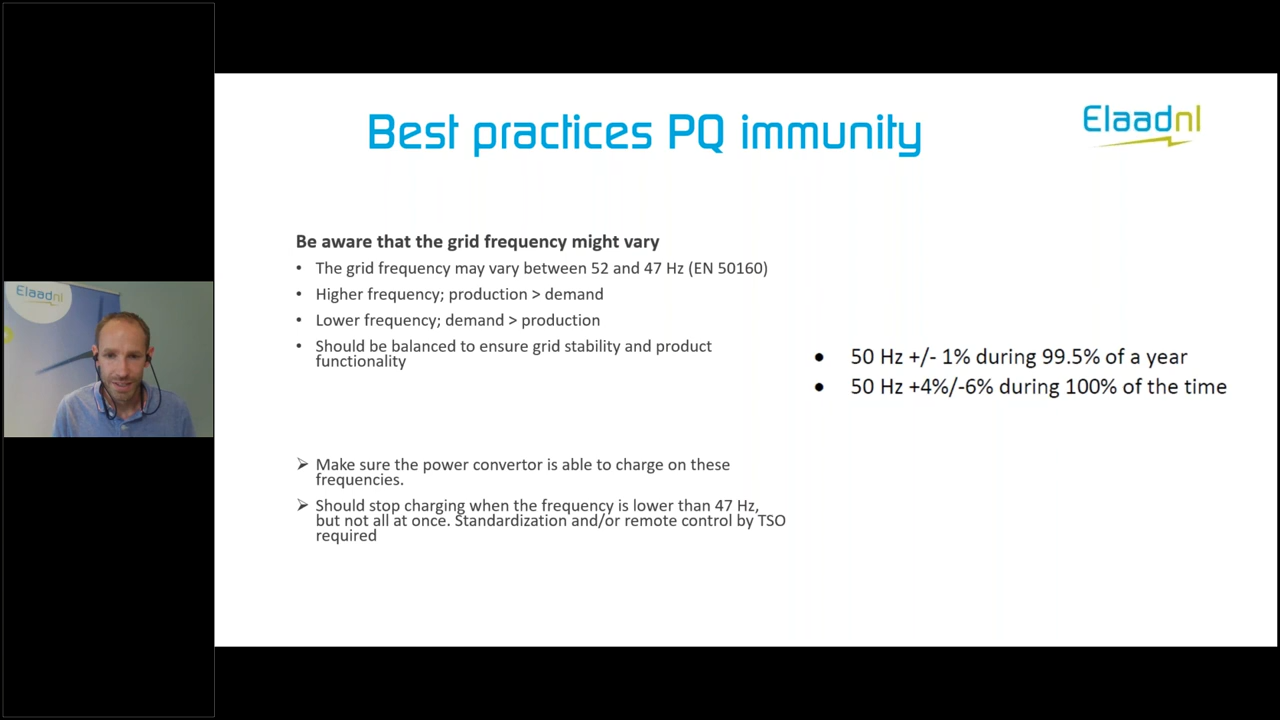 Best practices PQ immunity
Elaadnl
Be aware that the grid frequency might vary
• The grid frequency may vary between 52 and 47 Hz (EN 50160)
• Higher frequency; production > demand
• Lower frequency; demand > production
• Should be balanced to ensure grid stability and product
functionality
• 50 Hz +/- 1% during 99.5% of a year
• 50 Hz +4%/-6% during 100% of the time
➢ Make sure the power convertor is able to charge on these
frequencies.
➢ Should stop charging when the frequency is lower than 47 Hz,
but not all at once. Standardization and/or remote control by TSO
required
Elaadnl